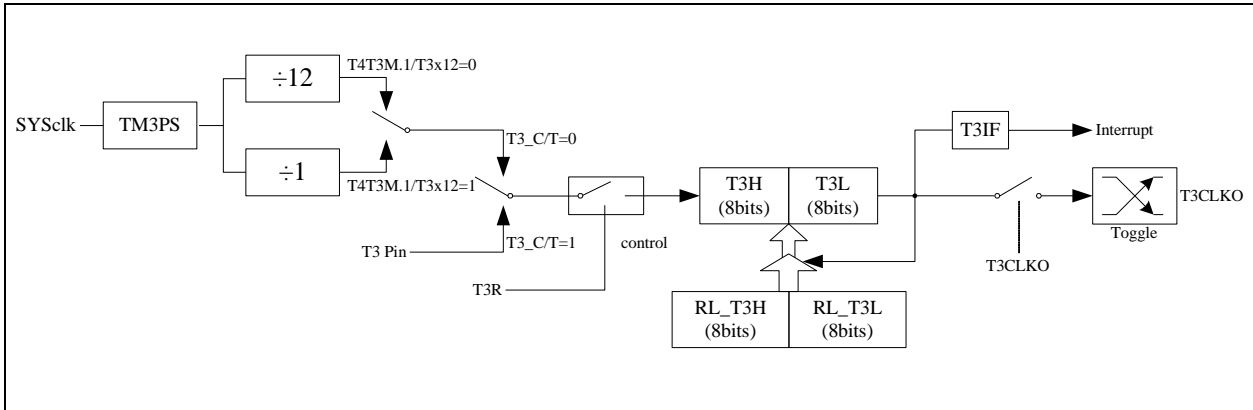 ÷12
T4T3M.1/T3x12=0
SYSclk
TM3PS
T3_C/T=0
÷1
T4T3M.1/T3x12=1
T3 Pin
T3_C/T=1
control
T3R
T3H
(8bits)
T3L
(8bits)
T3IF
Interrupt
T3CLKO
Toggle
T3CLKO
RL_T3H
(8bits)
RL_T3L
(8bits)